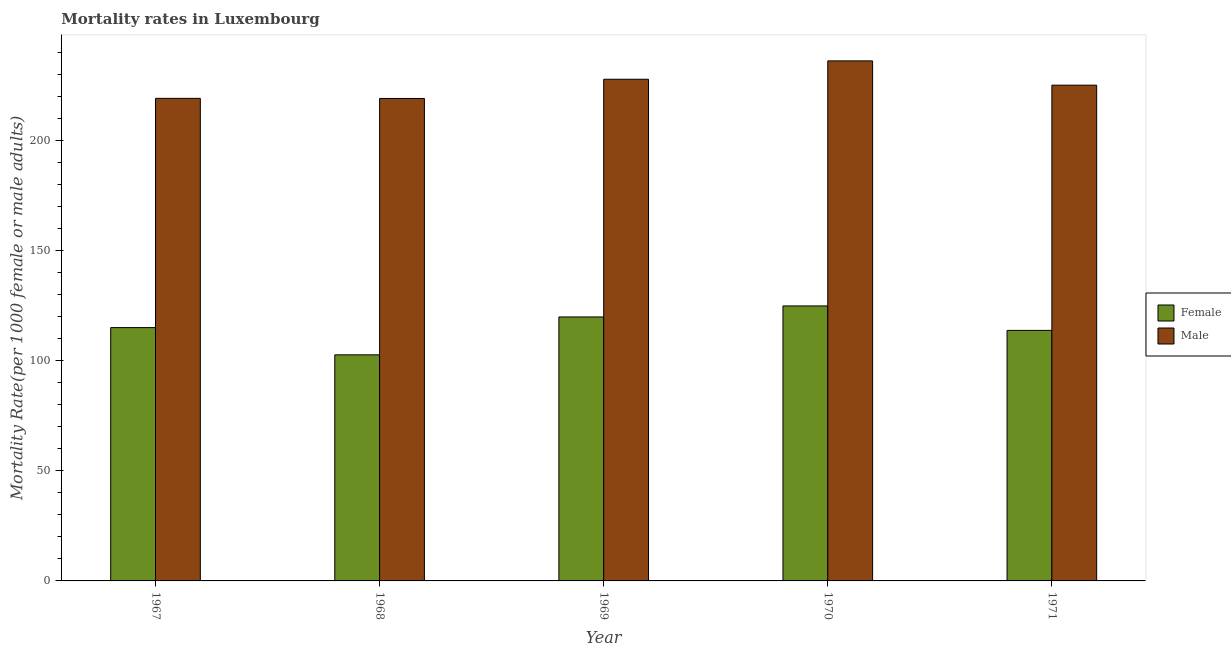 Mortality rates in Luxembourg
Mortality Rate(per 1000 female or male adults)
200
150
100
50
0
1967
1968
1969
1970
1971
Year
Female
Male